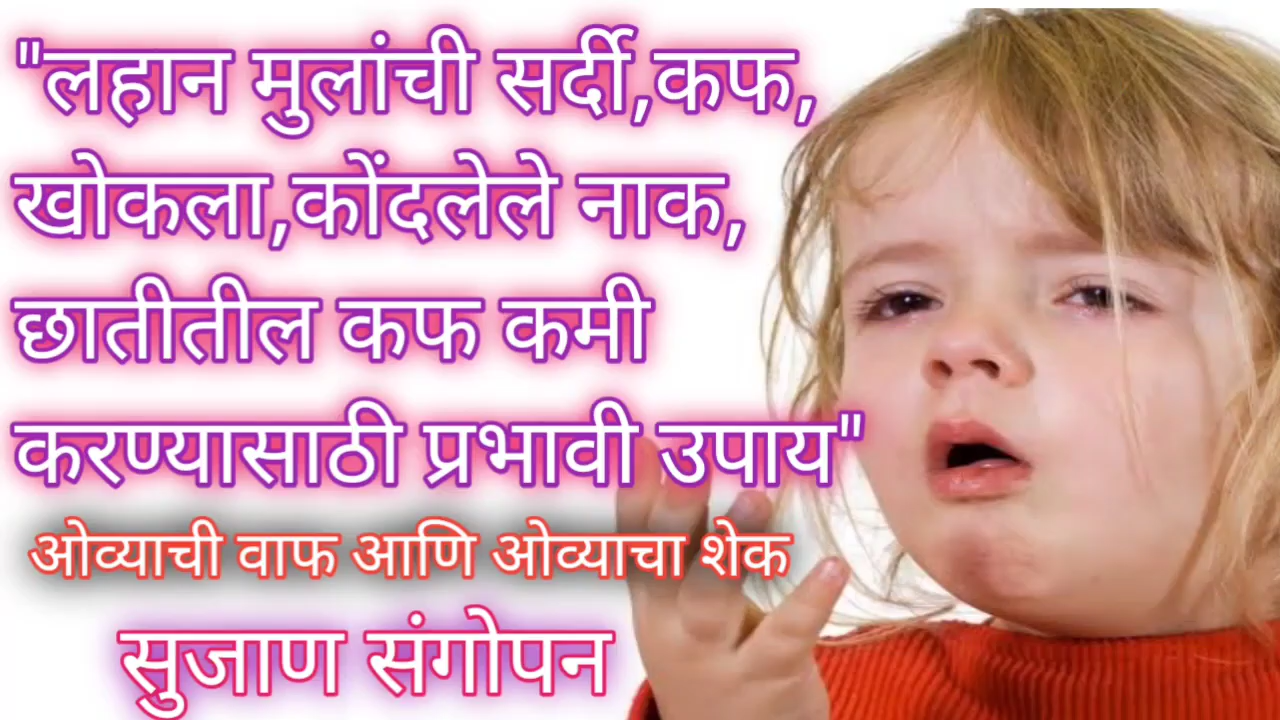 "लहान मुलांची सर्दी,कफ,
खोकला,कोंदलेले नाक,
छातीतील कफ कमी
करण्यासाठी प्रभावी उपाय"
ओव्याची वाफ आणि ओव्याचा शेक
सुजाण संगोपन